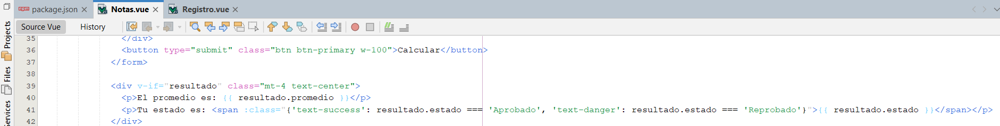 package.json
Notas.vue
Registro.vue
Projects
Files
Services
Source Vue
History
35 </div>
36 <button type="submit" class="btn btn-primary w-100">Calcular</button>
37 </form>
38
39 <div v-if="resultado" class="mt-4 text-center">
40 <p>El promedio es: {{ resultado.promedio }}</p>
41 <p>Tu estado es: <span :class="{'text-success': resultado.estado === 'Aprobado', 'text-danger': resultado.estado === 'Reprobado'}">{{ resultado.estado }}</span></p>
42 </div>